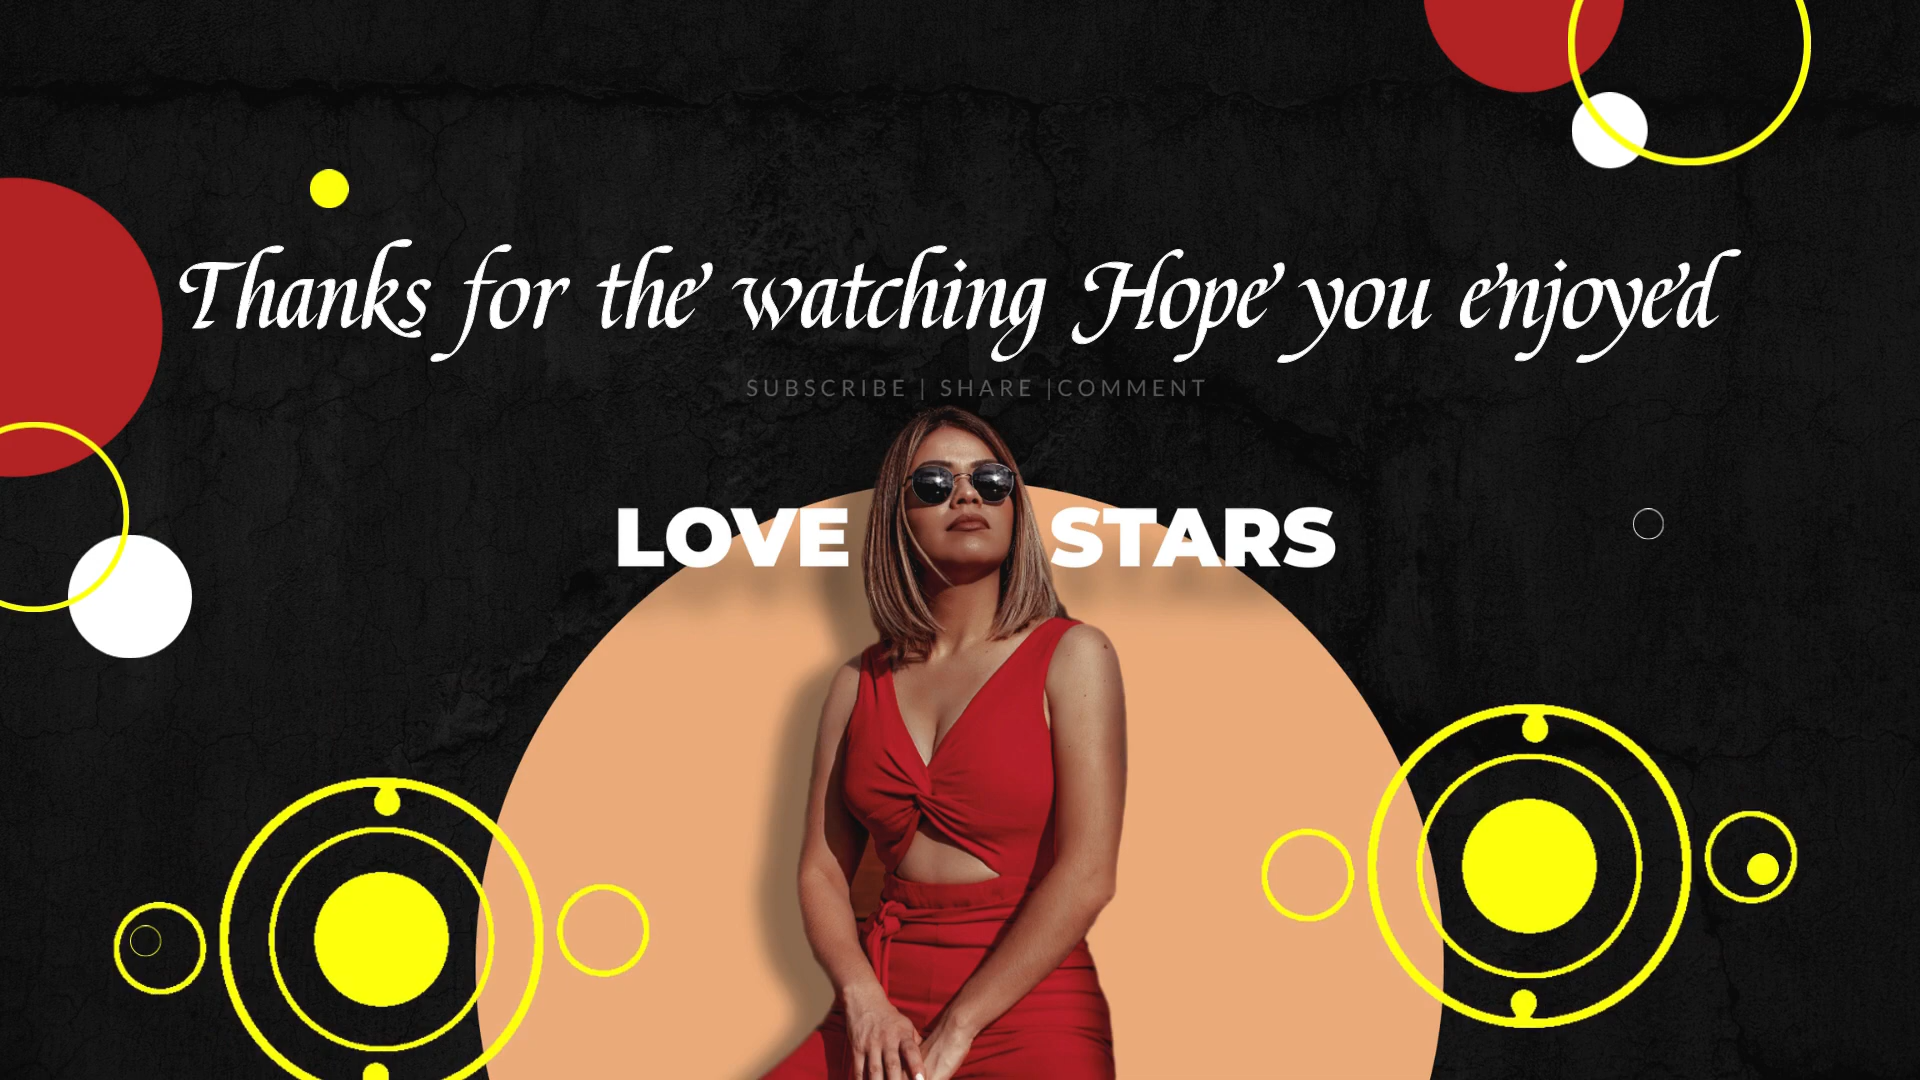 Thanks for the watching Hope you enjoyed
SUBSCRIBE | SHARE |COMMENT
LOVE STARS